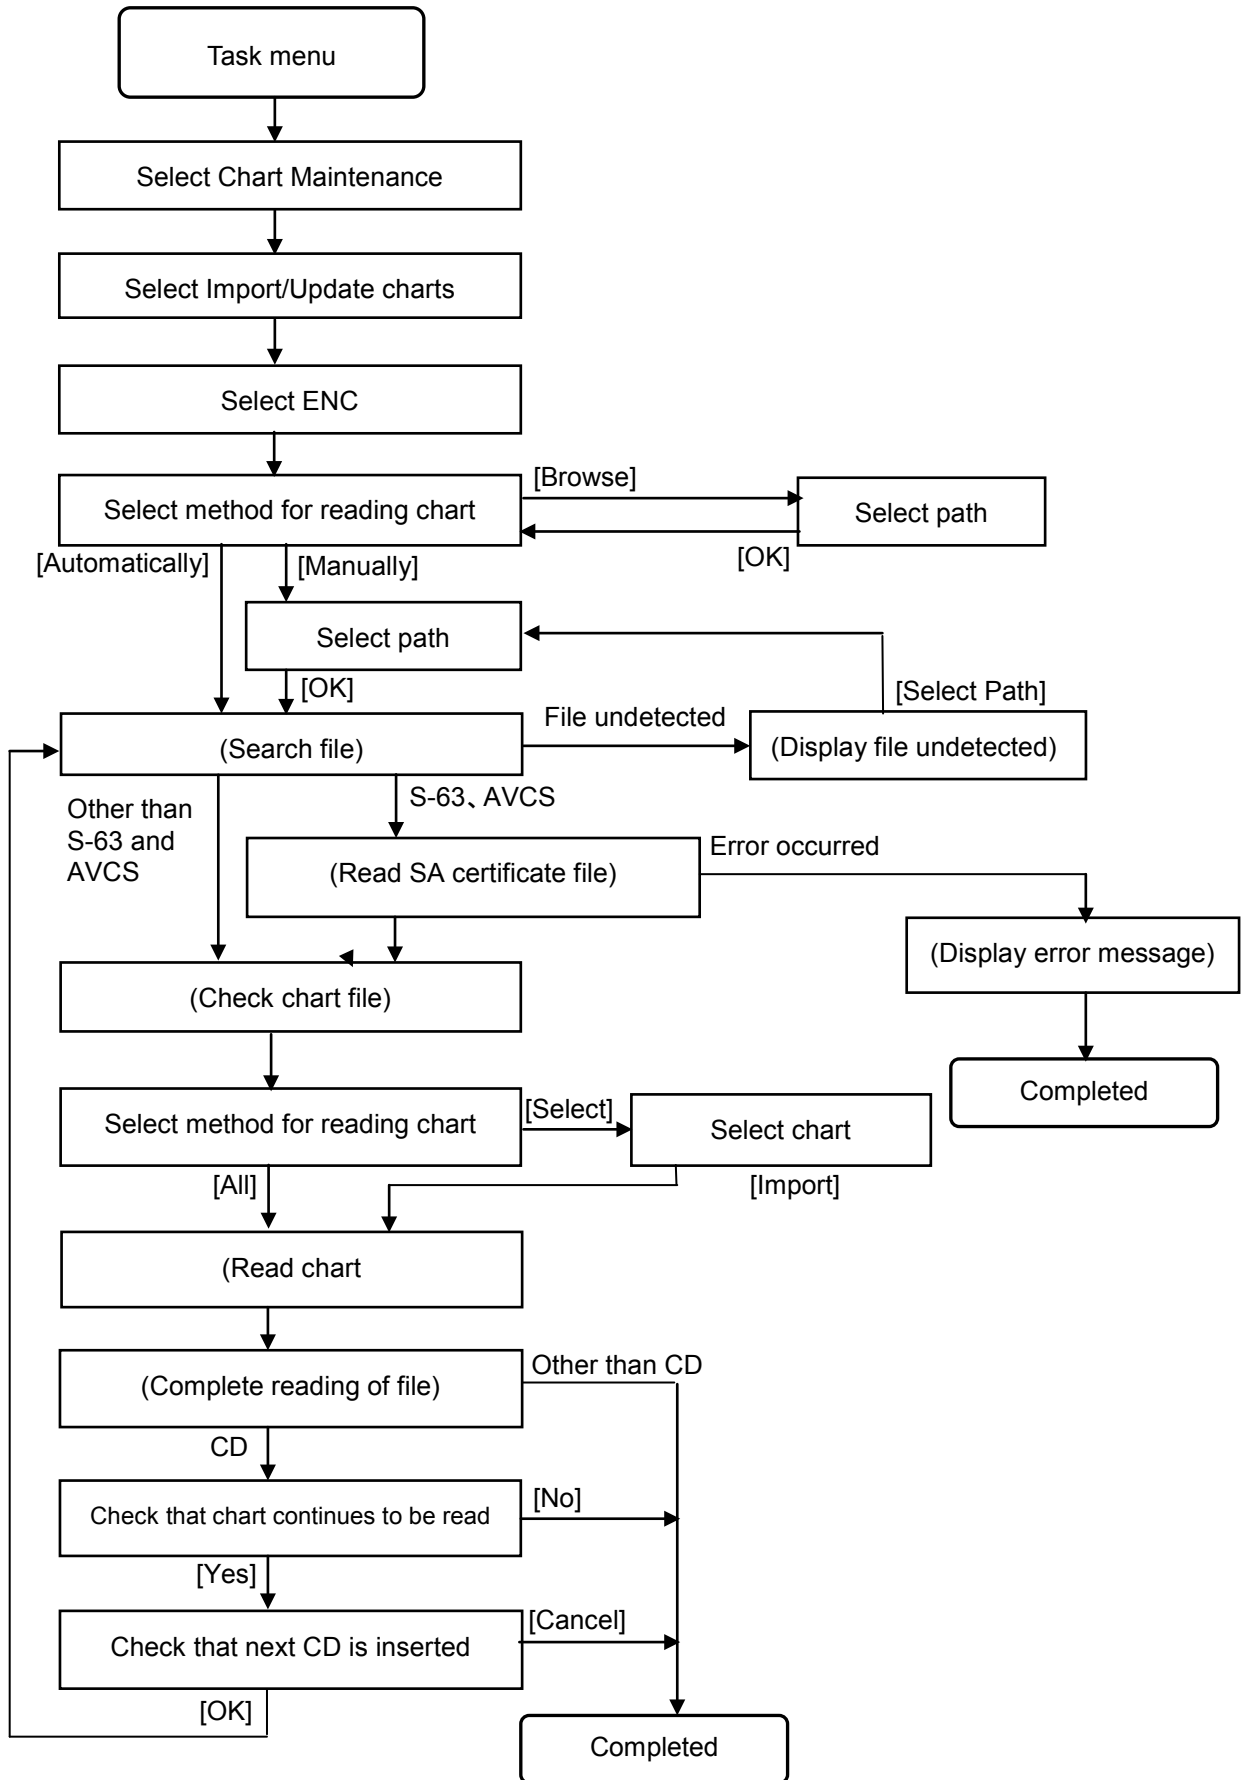 Task menu
Select Chart Maintenance
Select Import/Update charts
Select ENC
Select method for reading chart
[Browse]
Select path
[OK]
[Automatically]
[Manually]
Select path
[OK]
[Select Path]
(Search file)
File undetected
(Display file undetected)
Other than
S-63 and
AVCS
S-63、AVCS
(Read SA certificate file)
Error occurred
(Display error message)
Completed
(Check chart file)
Select method for reading chart
[Select]
Select chart
[All]
[Import]
(Read chart
(Complete reading of file)
Other than CD
CD
Check that chart continues to be read
[No]
[Yes]
Check that next CD is inserted
[Cancel]
[OK]
Completed